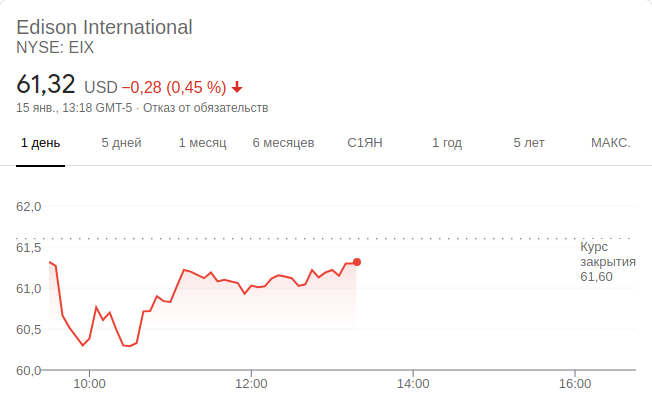 Edison International
NYSE: EIX
61,32 USD −0,28 (0,45 %)
15 янв., 13:18 GMT-5 · Отказ от обязательств
1 день 5 дней 1 месяц 6 месяцев С1ЯН 1 год 5 лет МАКС.
62,0
61,5
61,0
60,5
60,0
Курс
закрытия
61,60
10:00 12:00 14:00 16:00